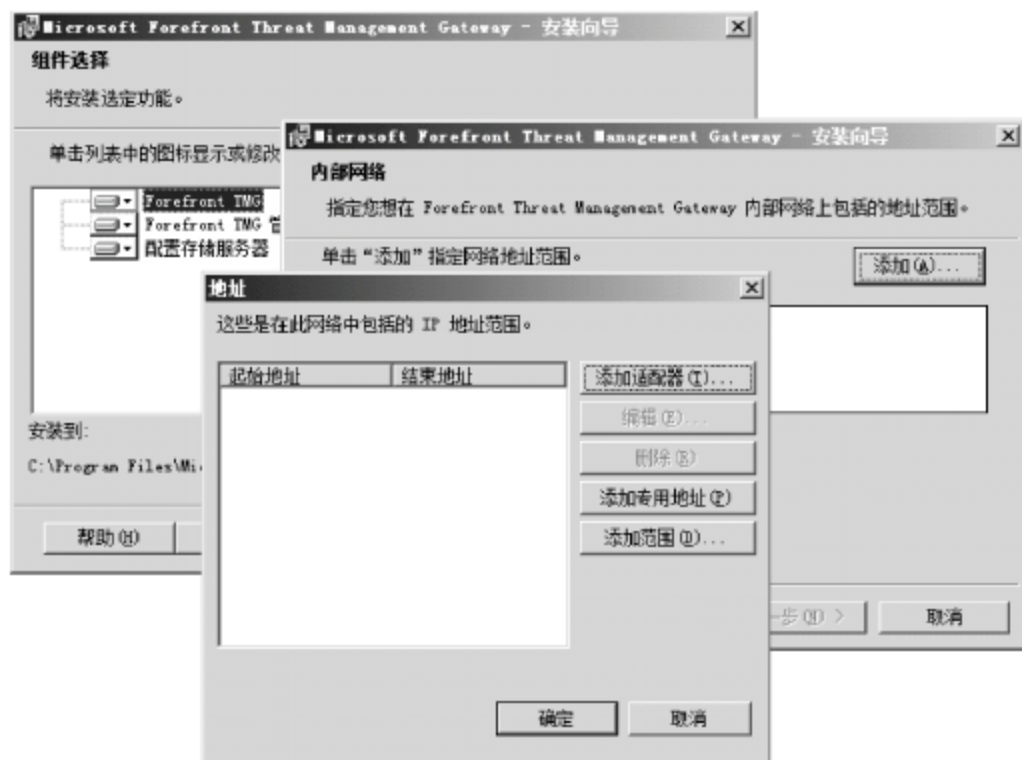 Microsoft Forefront Threat Management Gateway - 安装向导
组件选择
将安装选定功能。
单击列表中的图标显示或修改
Forefront TMG
Forefront TMG
配置存储服务器
安装到:
C:\Program Files\Mi
帮助(H)
Microsoft Forefront Threat Management Gateway - 安装向导
内部网络
指定您想在 Forefront Threat Management Gateway 内部网络上包括的地址范围。
单击“添加”指定网络地址范围。
添加(A)...
一步(N) >
取消
地址
这些是在此网络中包括的 IP 地址范围。
起始地址 结束地址
添加适配器(T)...
编辑(E)...
删除(R)
添加专用地址(P)
添加范围(D)...
确定
取消